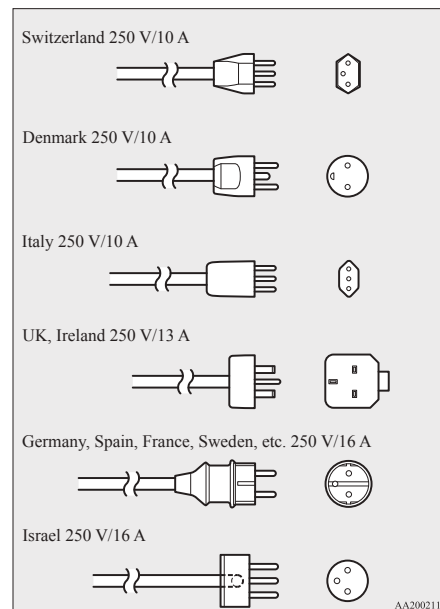 Switzerland 250 V/10 A
Denmark 250 V/10 A
Italy 250 V/10 A
UK, Ireland 250 V/13 A
Germany, Spain, France, Sweden, etc. 250 V/16 A
Israel 250 V/16 A
AA200211